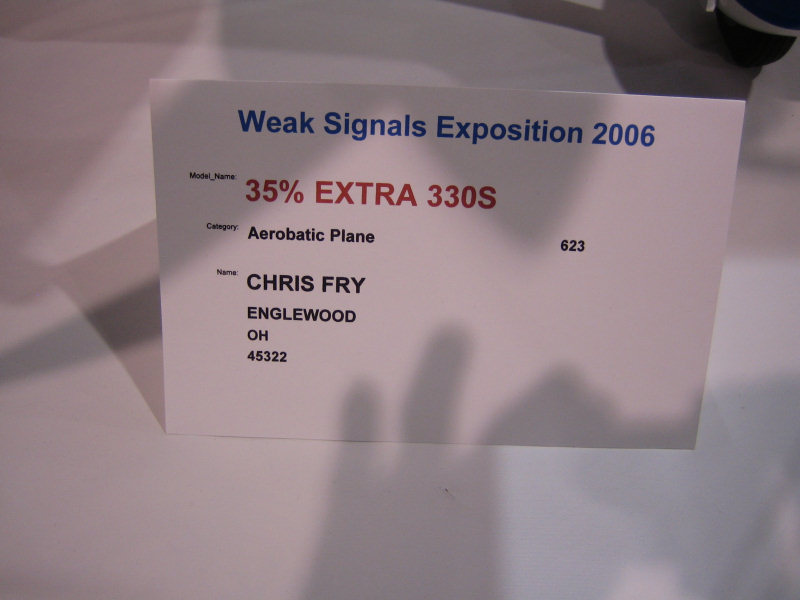 Weak Signals Exposition 2006
Model_Name: 35% EXTRA 330S
Category: Aerobatic Plane 623
Name: CHRIS FRY
ENGLEWOOD
OH
45322